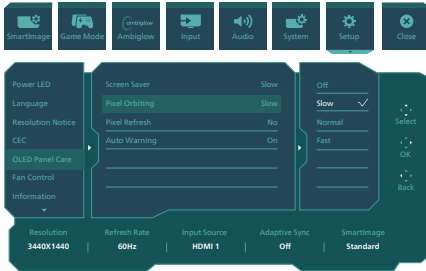 SmartImage
Game Mode
ambiglow
Ambiglow
Input
Audio
System
Setup
Close
Power LED
Language
Resolution Notice
CEC
OLED Panel Care
Fan Control
Information
Screen Saver Slow
Pixel Orbiting Slow
Pixel Refresh No
Auto Warning On
Off
Slow
Normal
Fast
Select
OK
Back
Resolution Refresh Rate Input Source Adaptive Sync SmartImage
3440X1440 60Hz HDMI 1 Off Standard